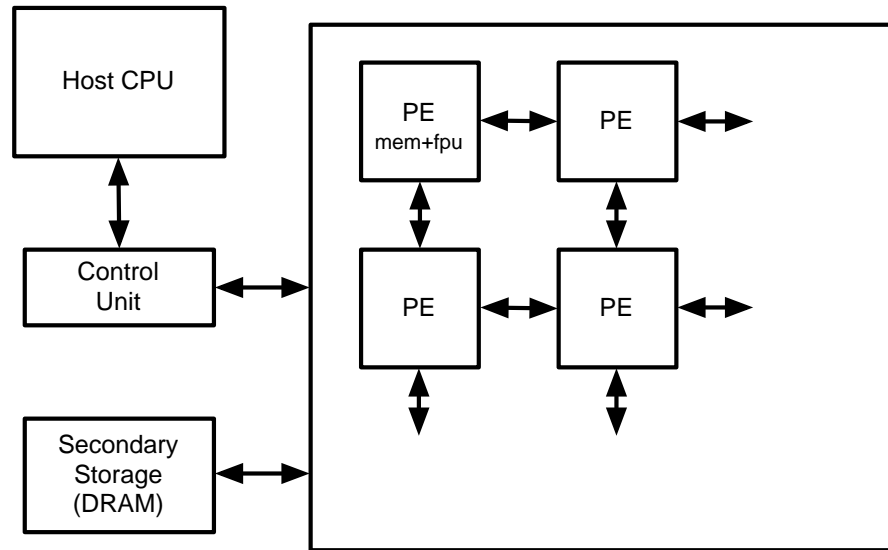 Host CPU
PE
mem+fpu
PE
Control
Unit
PE
PE
Secondary
Storage
(DRAM)